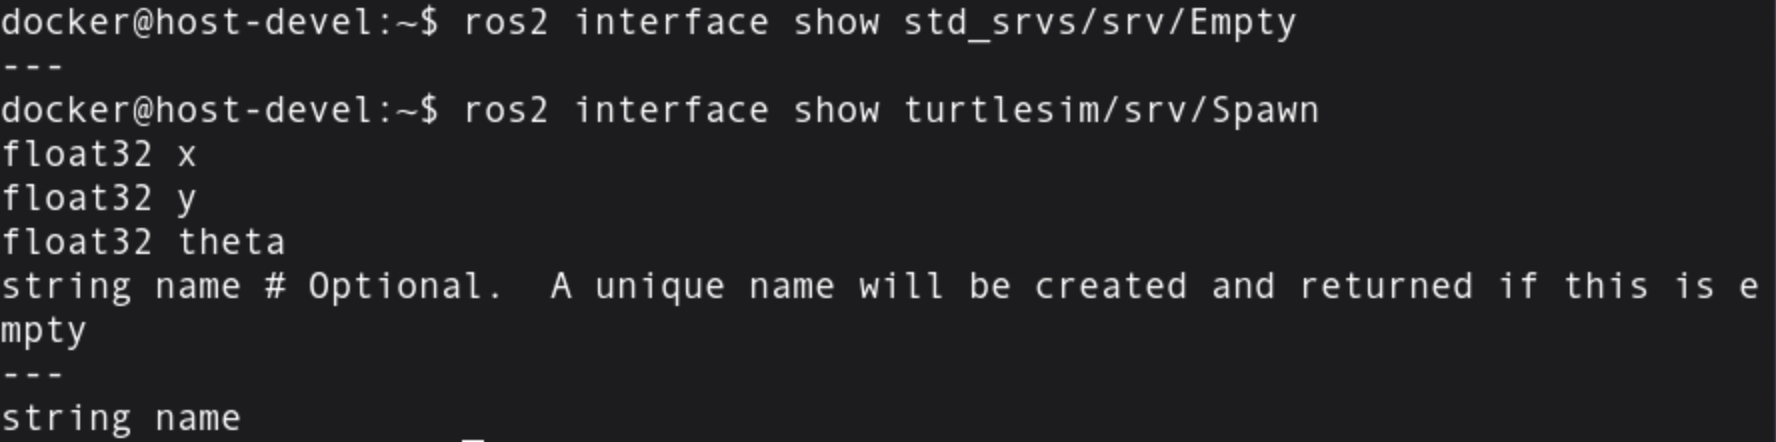 docker@host-devel:~$ ros2 interface show std_srvs/srv/Empty
---
docker@host-devel:~$ ros2 interface show turtlesim/srv/Spawn
float32 x
float32 y
float32 theta
string name # Optional.  A unique name will be created and returned if this is e
mpty
---
string name